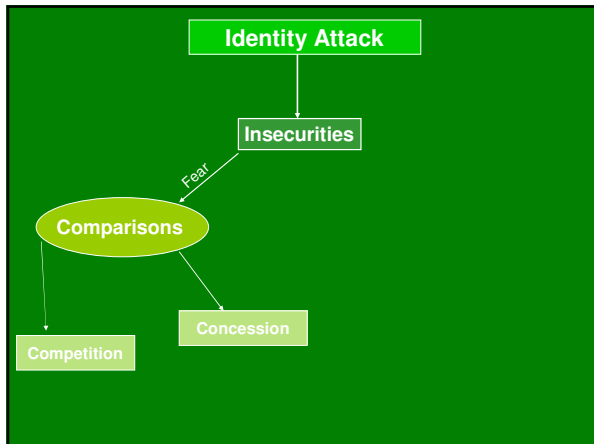 Identity Attack
Insecurities
Fear
Comparisons
Concession
Competition